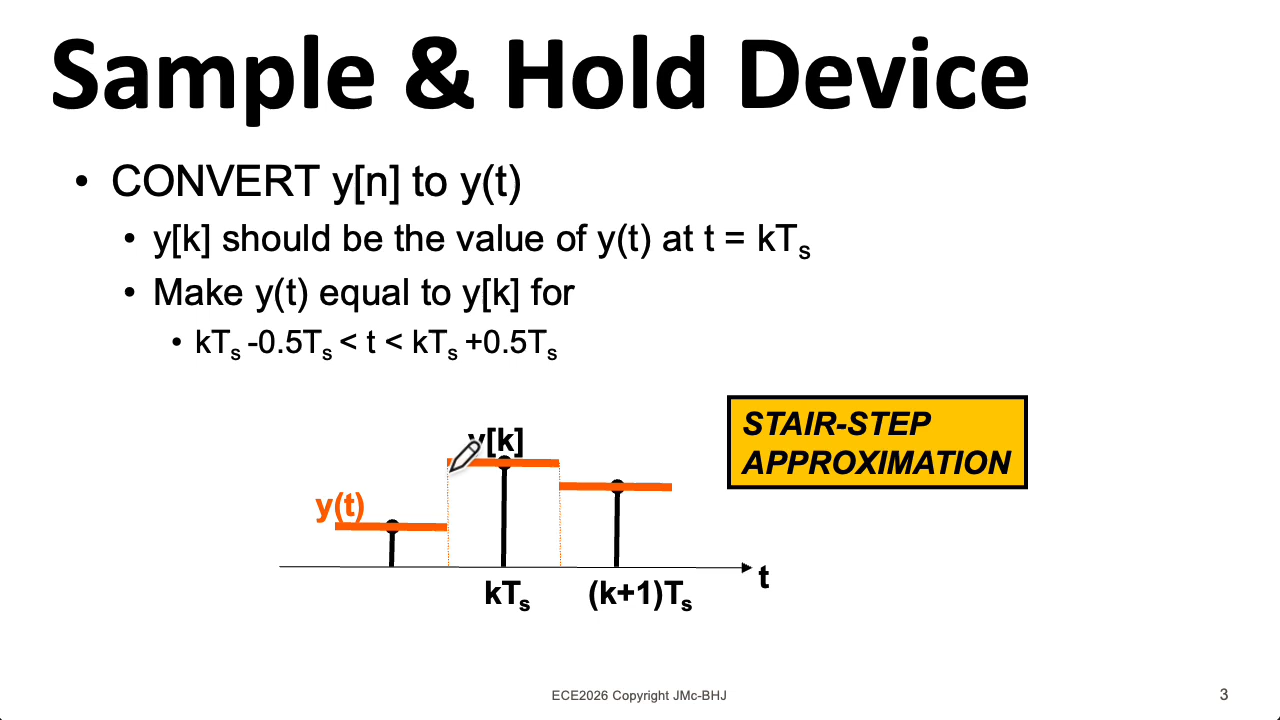 Sample & Hold Device
• CONVERT y[n] to y(t)
• y[k] should be the value of y(t) at t = kTs
• Make y(t) equal to y[k] for
• kTs -0.5Ts < t < kTs +0.5Ts
STAIR-STEP
APPROXIMATION
y[k]
y(t)
t
kTs
(k+1)Ts
ECE2026 Copyright JMc-BHJ
3